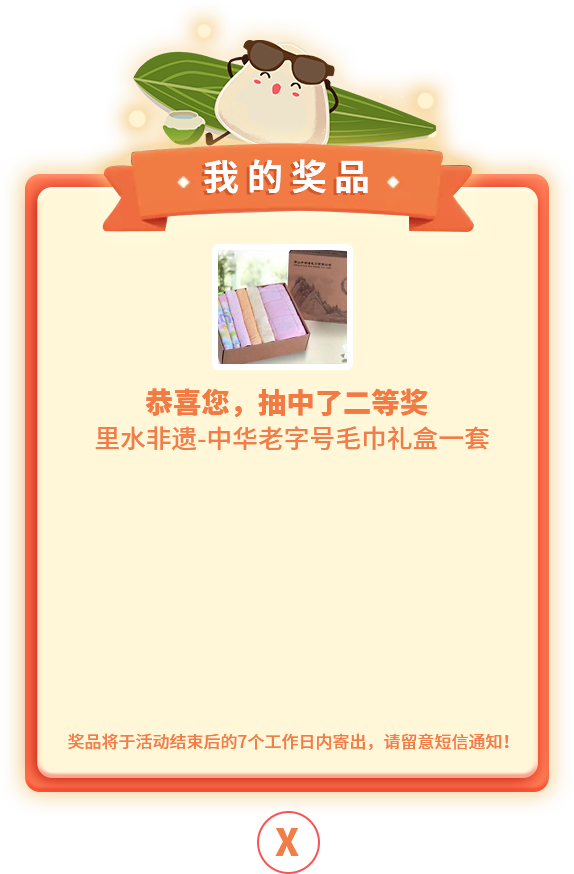 我的奖品
恭喜您，抽中了二等奖
里水非遗-中华老字号毛巾礼盒一套
奖品将于活动结束后的7个工作日内寄出，请留意短信通知！
X